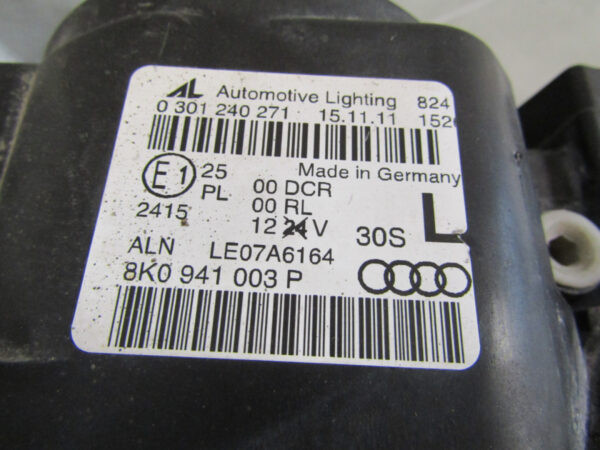 AL Automotive Lighting 824
0 301 240 271 15.11.11 152
Made in Germany
E1 25 00 DCR
PL 00 RL
2415 12 24 V 30S L
ALN LE07A6164
8K0 941 003 P